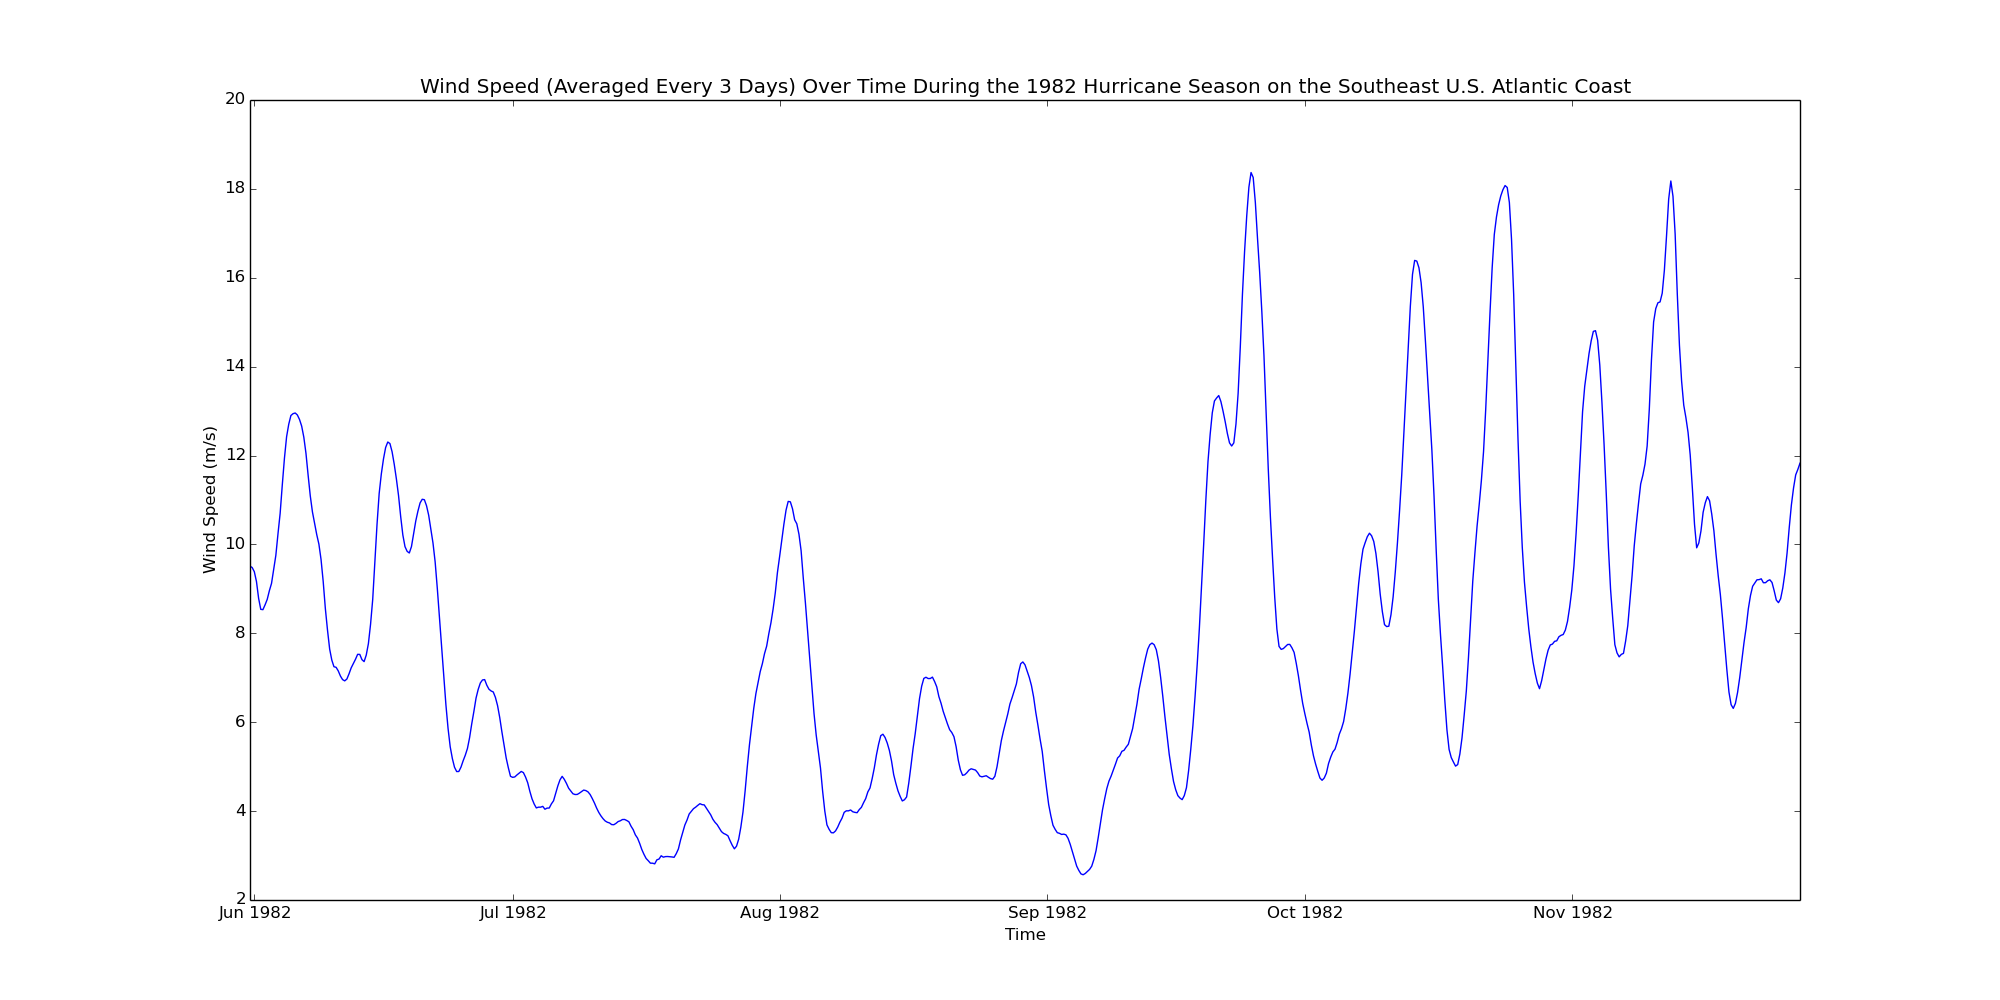 Wind Speed (Averaged Every 3 Days) Over Time During the 1982 Hurricane Season on the Southeast U.S. Atlantic Coast
20
18
16
14
12
10
8
6
4
2
Wind Speed (m/s)
Jun 1982 Jul 1982 Aug 1982 Sep 1982 Oct 1982 Nov 1982
Time